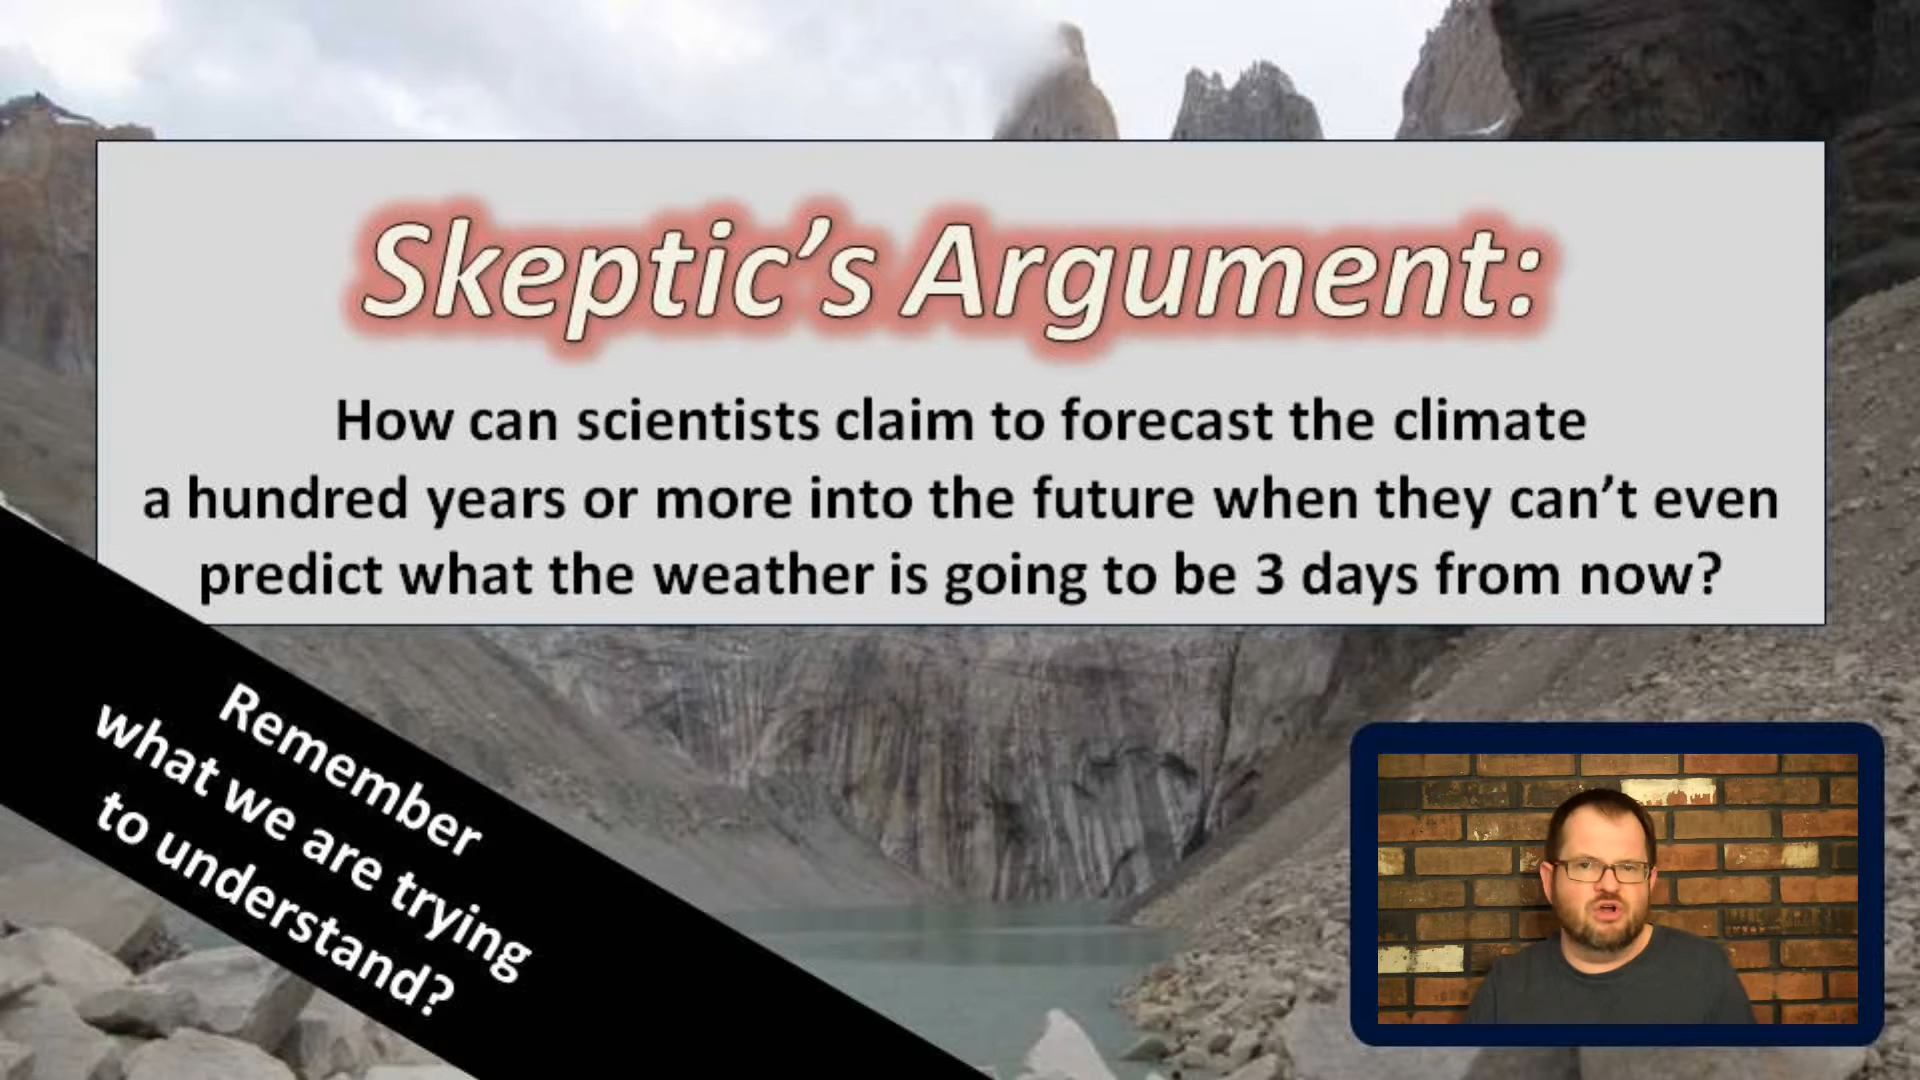 Skeptic’s Argument:
How can scientists claim to forecast the climate
a hundred years or more into the future when they can’t even
predict what the weather is going to be 3 days from now?
Remember
what we are trying
to understand?